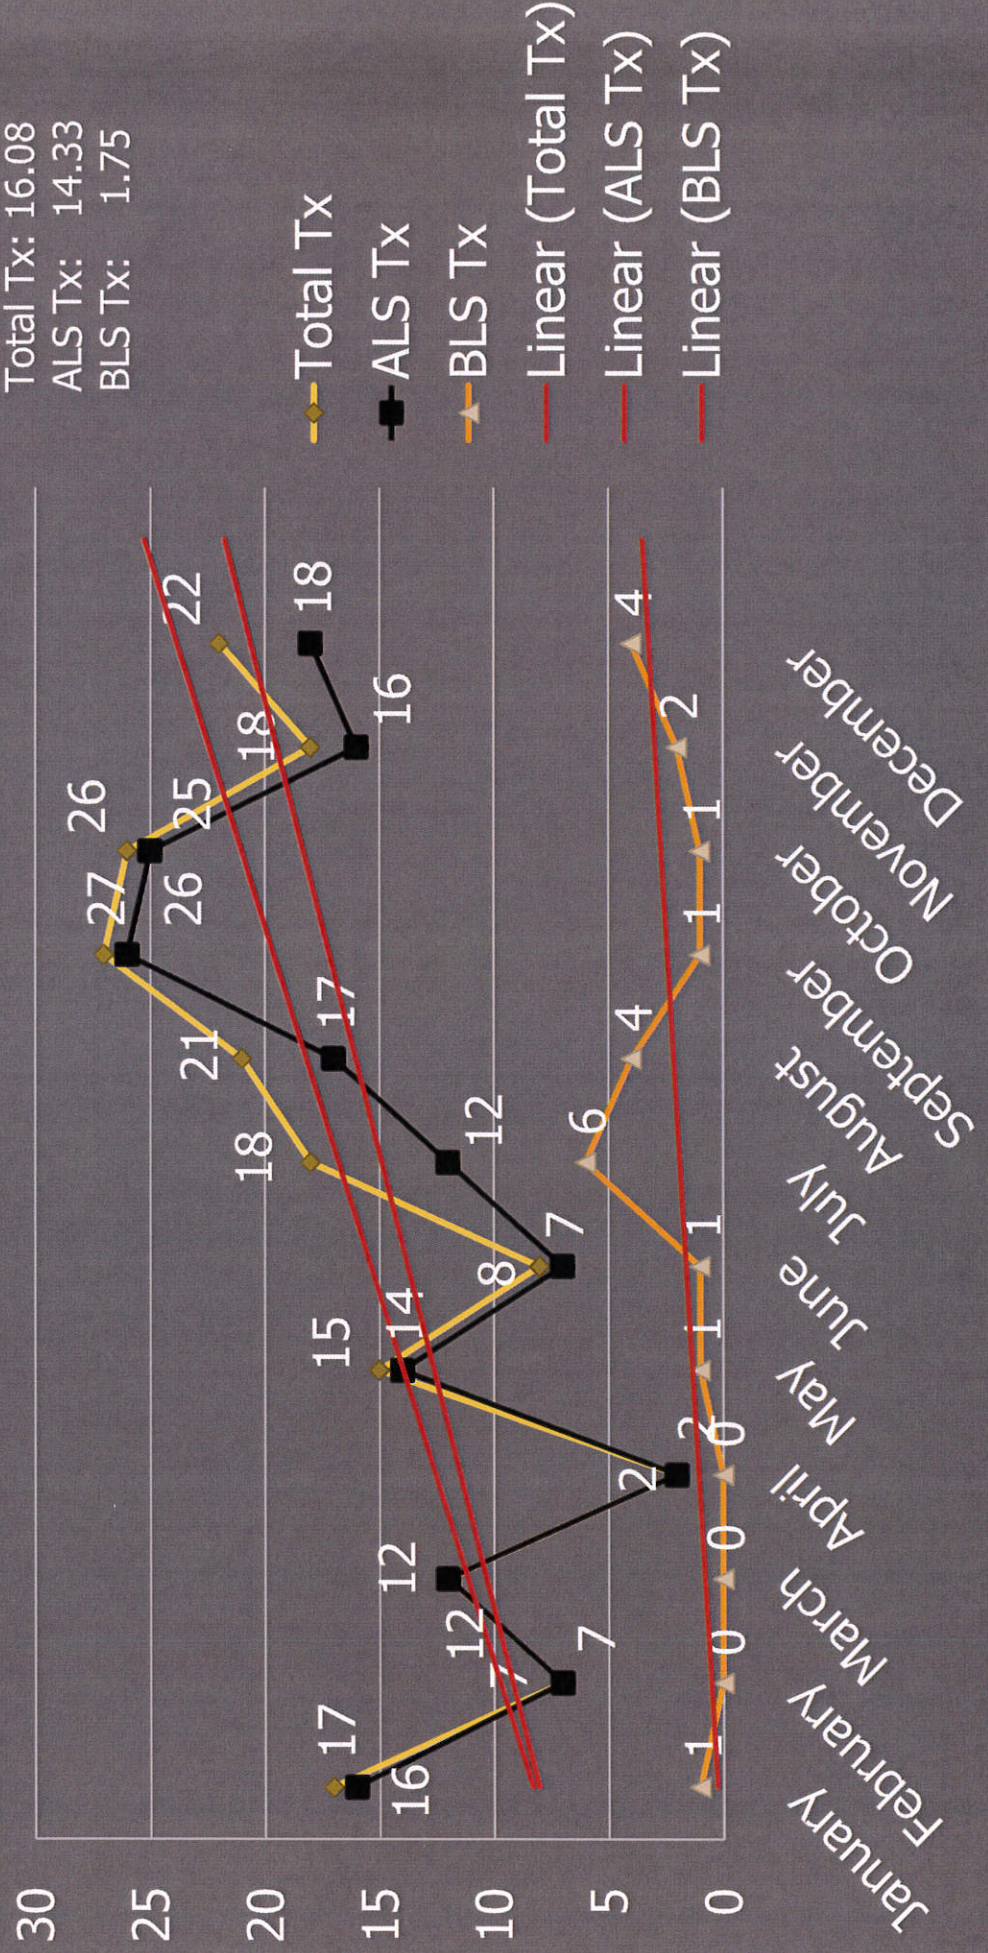 Total Tx: 16.08
ALS Tx: 14.33
BLS Tx: 1.75
30
25
20
15
10
5
0
17 7 12 2 15 8 18 21 27 26 18 22
16 7 12 2 14 7 12 17 26 25 16 18
1 0 0 0 1 1 6 4 1 1 2 4
January
February
March
April
May
June
July
August
September
October
November
December
Total Tx
ALS Tx
BLS Tx
Linear (Total Tx)
Linear (ALS Tx)
Linear (BLS Tx)